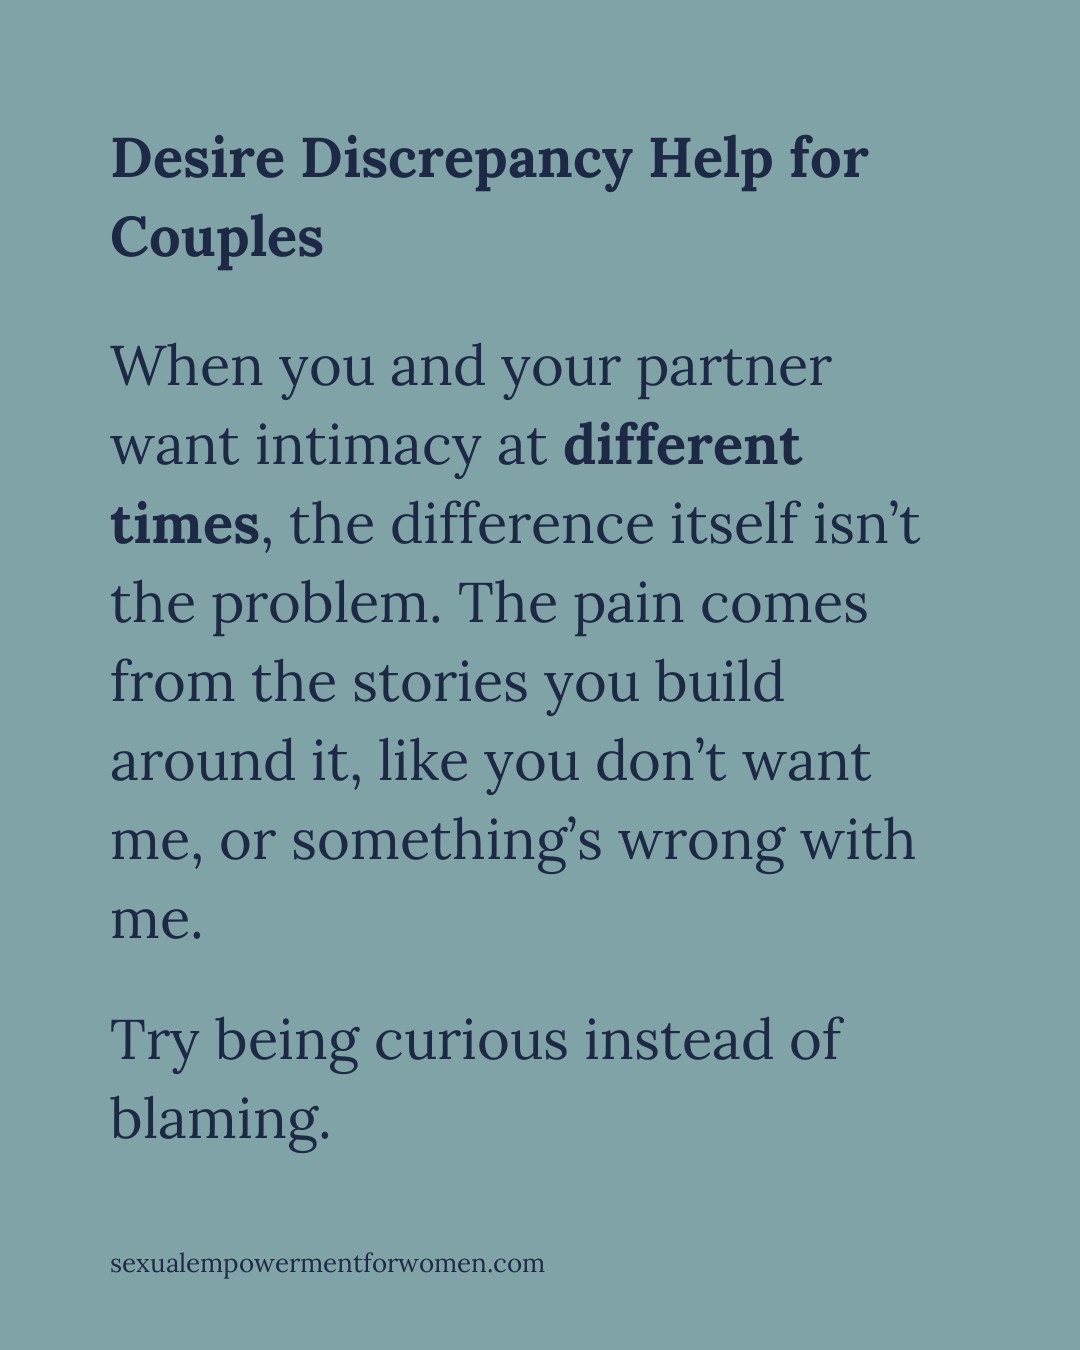 Desire Discrepancy Help for
Couples
When you and your partner
want intimacy at different
times, the difference itself isn’t
the problem. The pain comes
from the stories you build
around it, like you don’t want
me, or something’s wrong with
me.
Try being curious instead of
blaming.
sexualempowermentforwomen.com